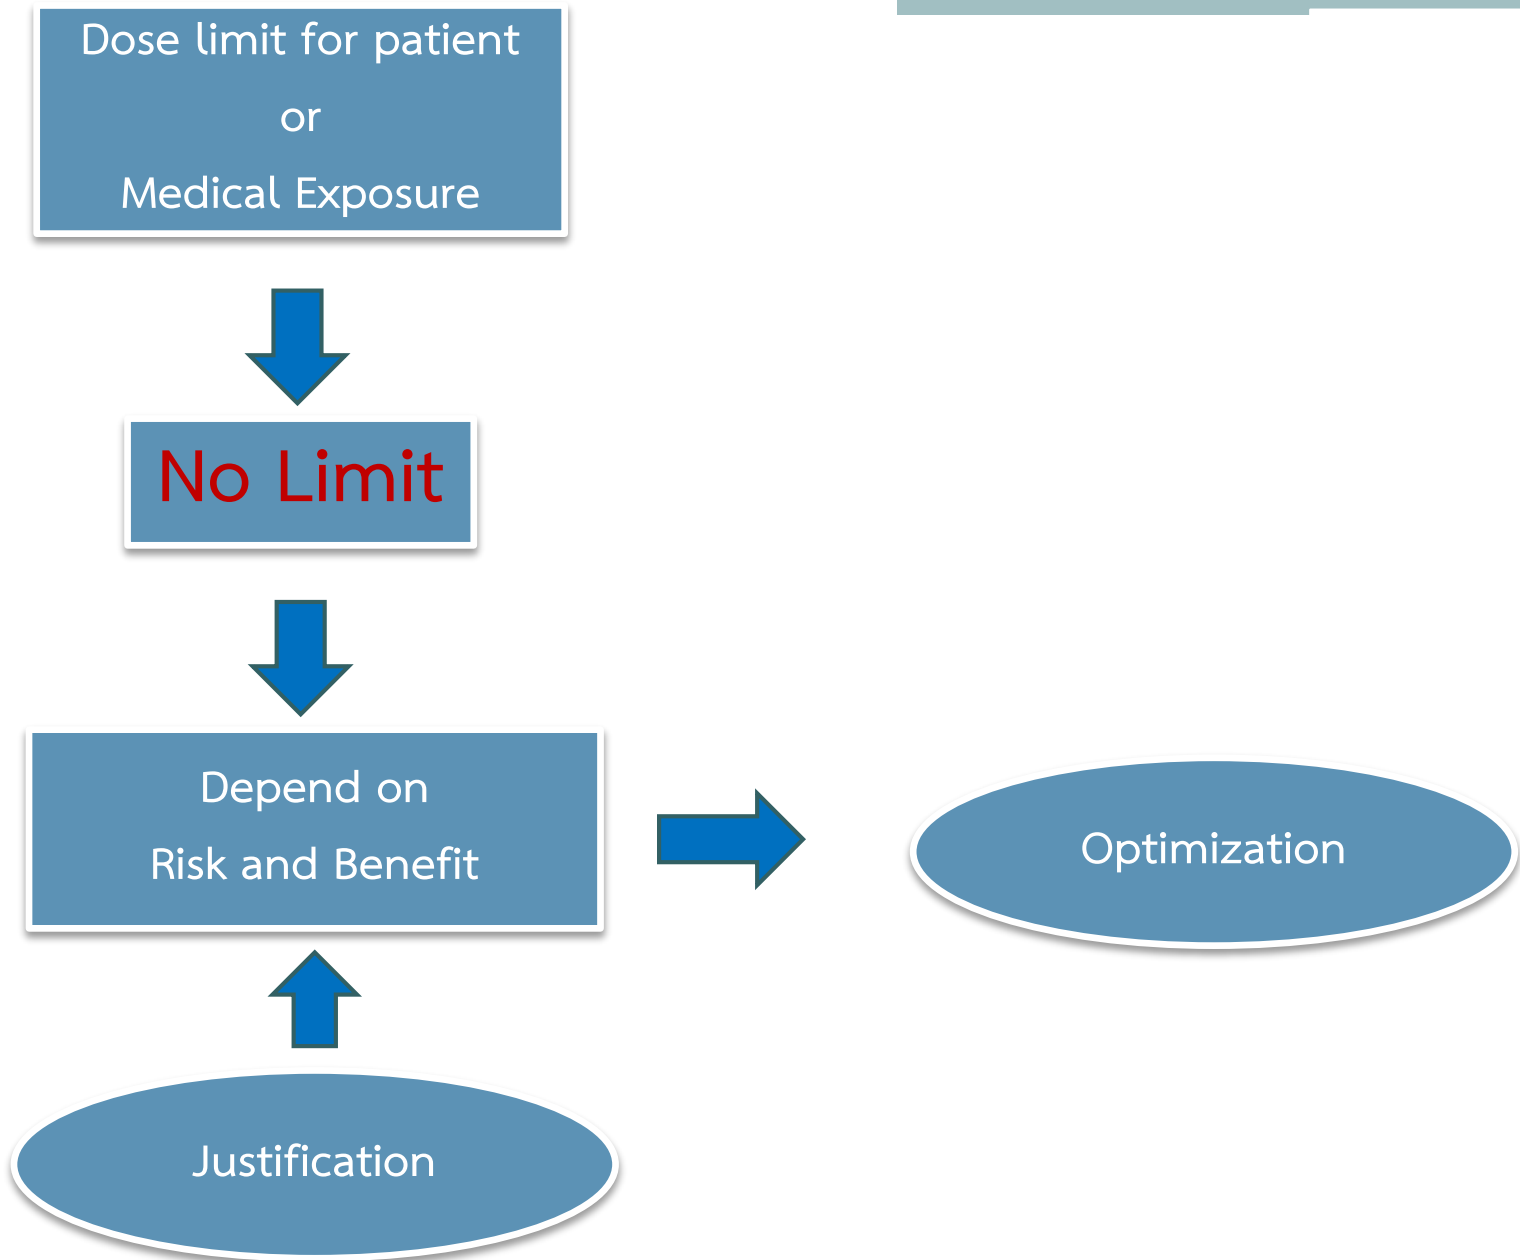 Dose limit for patient
or
Medical Exposure
No Limit
Depend on
Risk and Benefit
Optimization
Justification